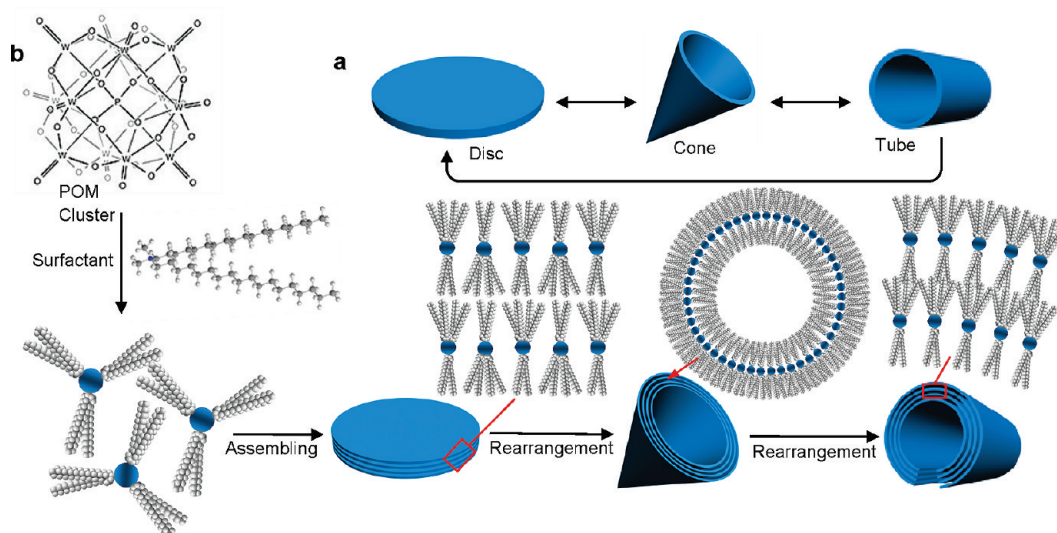 b
a
POM
Cluster
Surfactant
Disc
Cone
Tube
Assembling
Rearrangement
Rearrangement